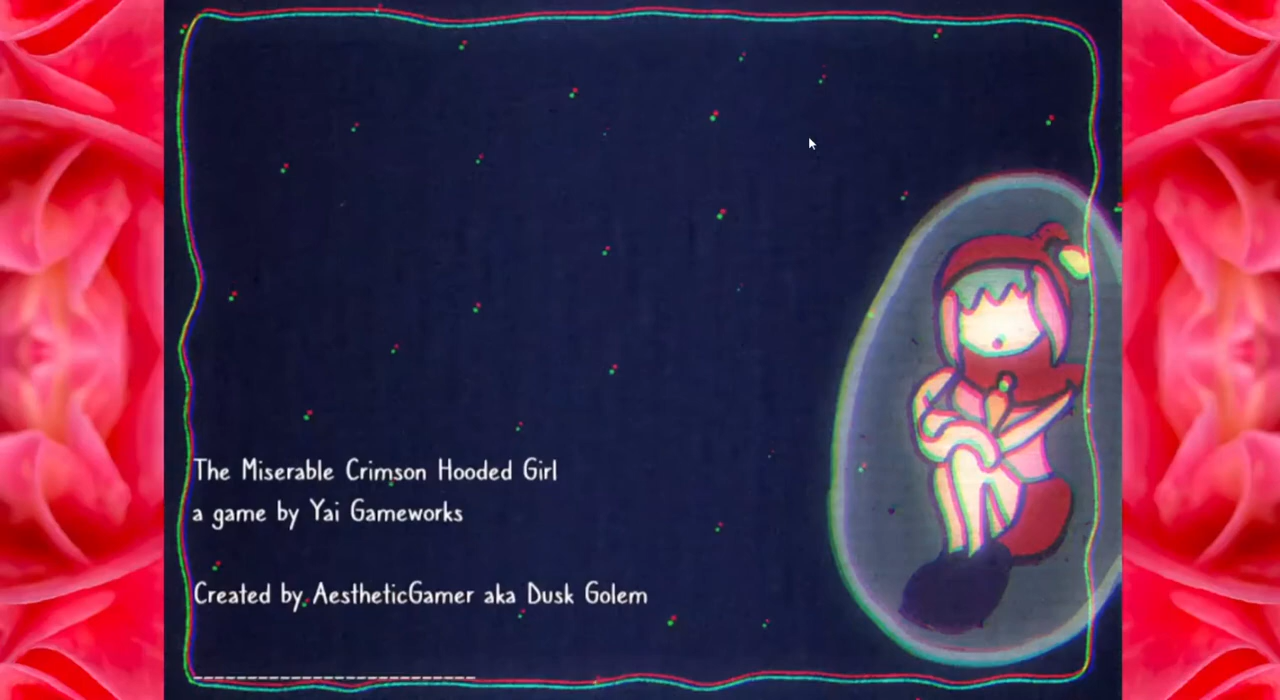 The Miserable Crimson Hooded Girl
a game by Yai Gameworks
Created by AestheticGamer aka Dusk Golem
--------------------------